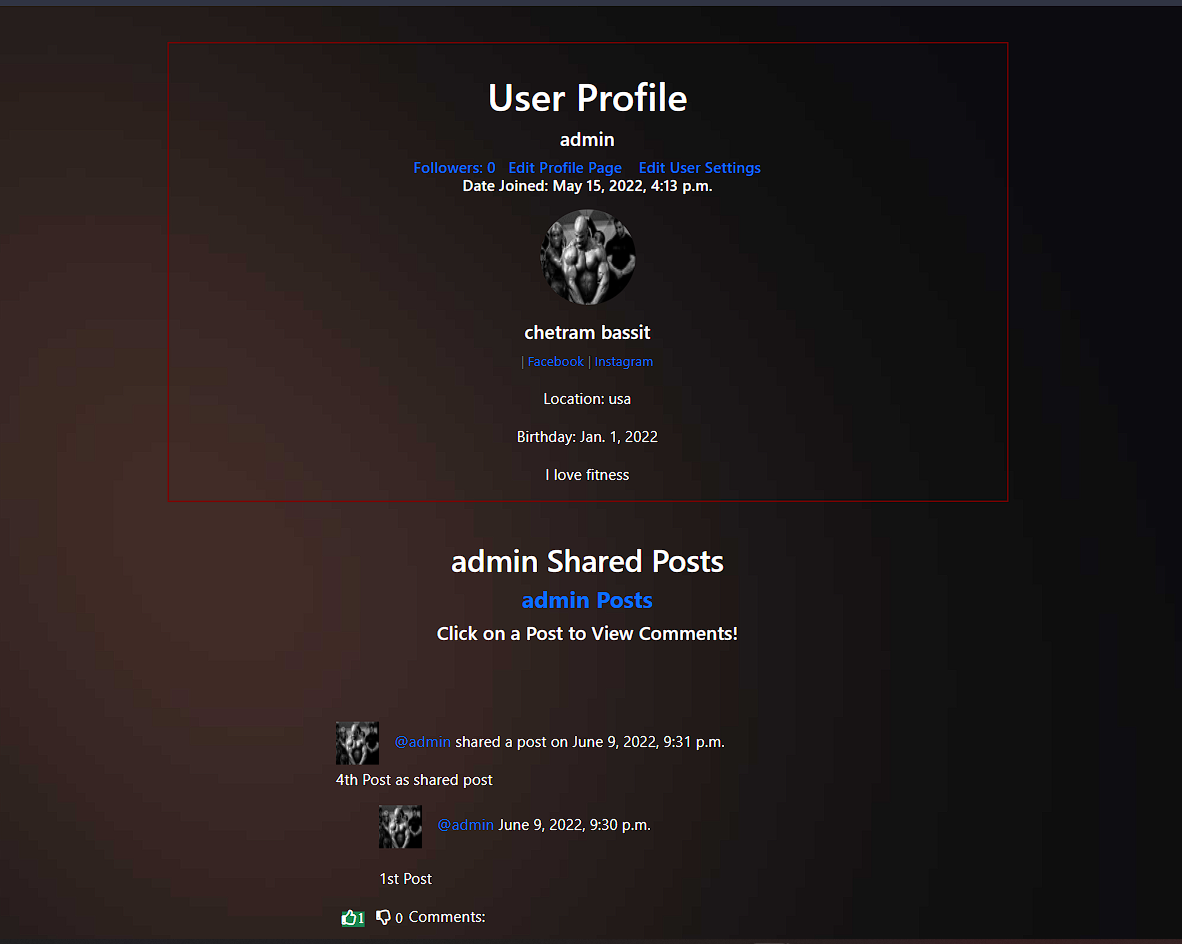 User Profile
admin
Followers: 0 Edit Profile Page Edit User Settings
Date Joined: May 15, 2022, 4:13 p.m.
chetram bassit
| Facebook | Instagram
Location: usa
Birthday: Jan. 1, 2022
I love fitness
admin Shared Posts
admin Posts
Click on a Post to View Comments!
@admin shared a post on June 9, 2022, 9:31 p.m.
4th Post as shared post
@admin June 9, 2022, 9:30 p.m.
1st Post
1 0 Comments: